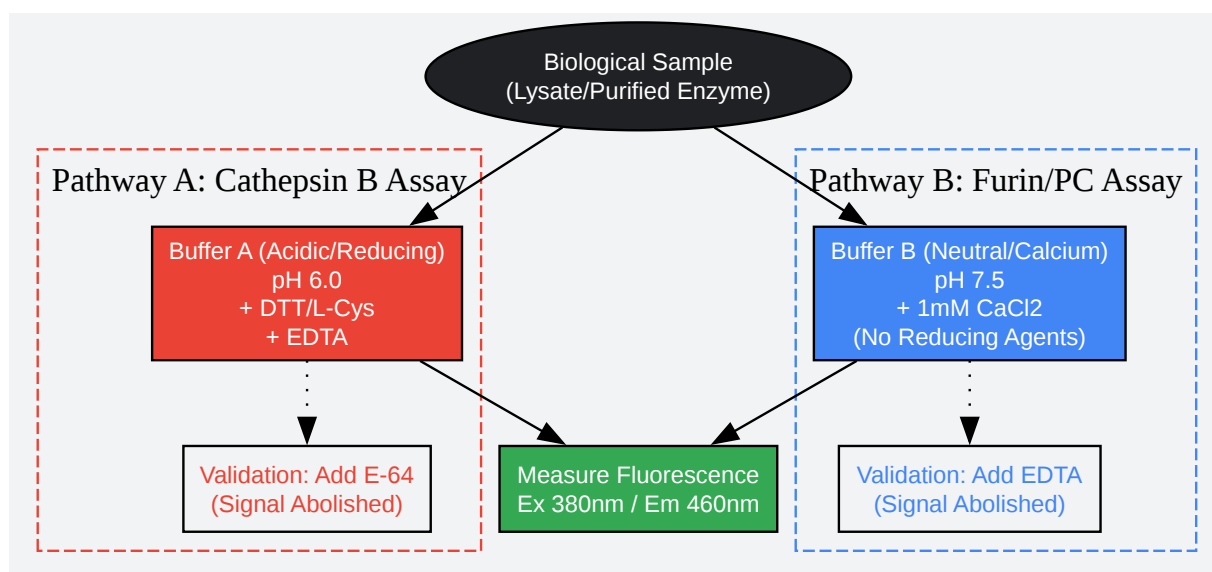 Biological Sample
(Lysate/Purified Enzyme)
Pathway A: Cathepsin B Assay
Buffer A (Acidic/Reducing)
pH 6.0
+ DTT/L-Cys
+ EDTA
Validation: Add E-64
(Signal Abolished)
Measure Fluorescence
Ex 380nm / Em 460nm
Pathway B: Furin/PC Assay
Buffer B (Neutral/Calcium)
pH 7.5
+ 1mM CaCl2
(No Reducing Agents)
Validation: Add EDTA
(Signal Abolished)